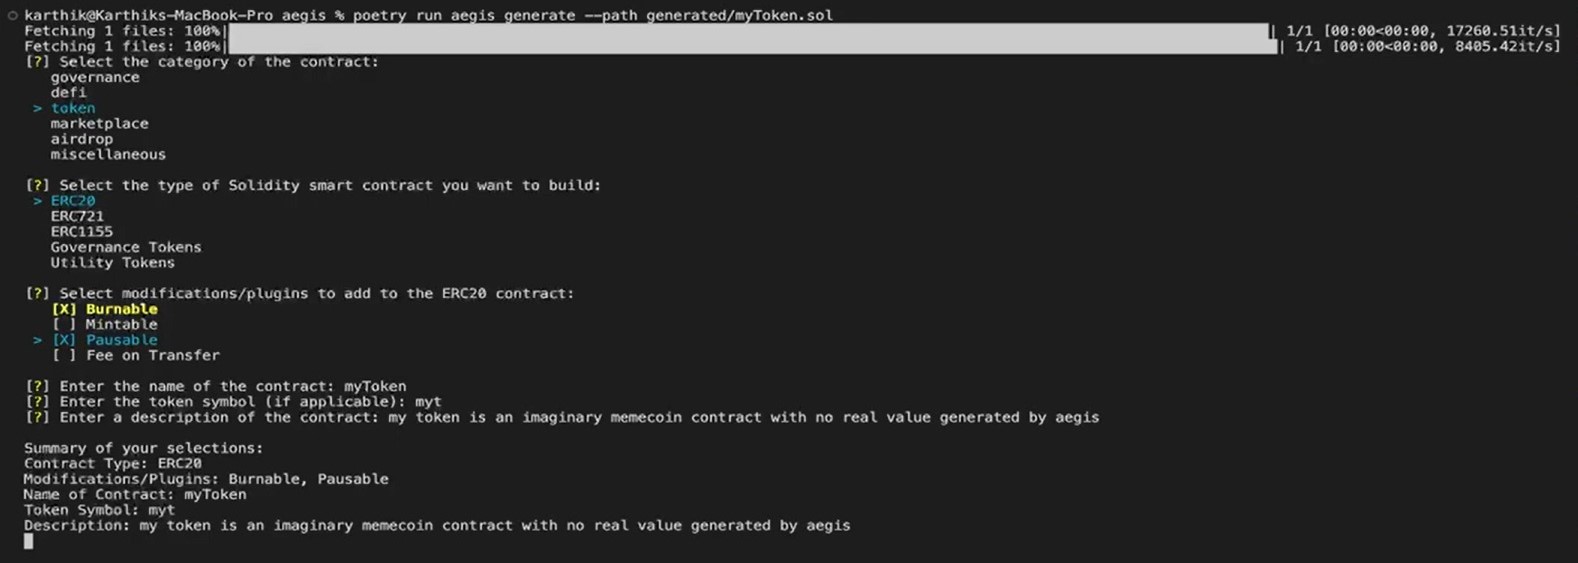 karthik@Karthiks-MacBook-Pro aegis % poetry run aegis generate --path generated/myToken.sol
Fetching 1 files: 100%| | 1/1 [00:00<00:00, 17260.51it/s]
Fetching 1 files: 100%| | 1/1 [00:00<00:00, 8405.42it/s]
[?] Select the category of the contract:
governance
defi
> token
marketplace
airdrop
miscellaneous
[?] Select the type of Solidity smart contract you want to build:
> ERC20
ERC721
ERC1155
Governance Tokens
Utility Tokens
[?] Select modifications/plugins to add to the ERC20 contract:
[X] Burnable
[ ] Mintable
> [X] Pausable
[ ] Fee on Transfer
[?] Enter the name of the contract: myToken
[?] Enter the token symbol (if applicable): myt
[?] Enter a description of the contract: my token is an imaginary memecoin contract with no real value generated by aegis
Summary of your selections:
Contract Type: ERC20
Modifications/Plugins: Burnable, Pausable
Name of Contract: myToken
Token Symbol: myt
Description: my token is an imaginary memecoin contract with no real value generated by aegis